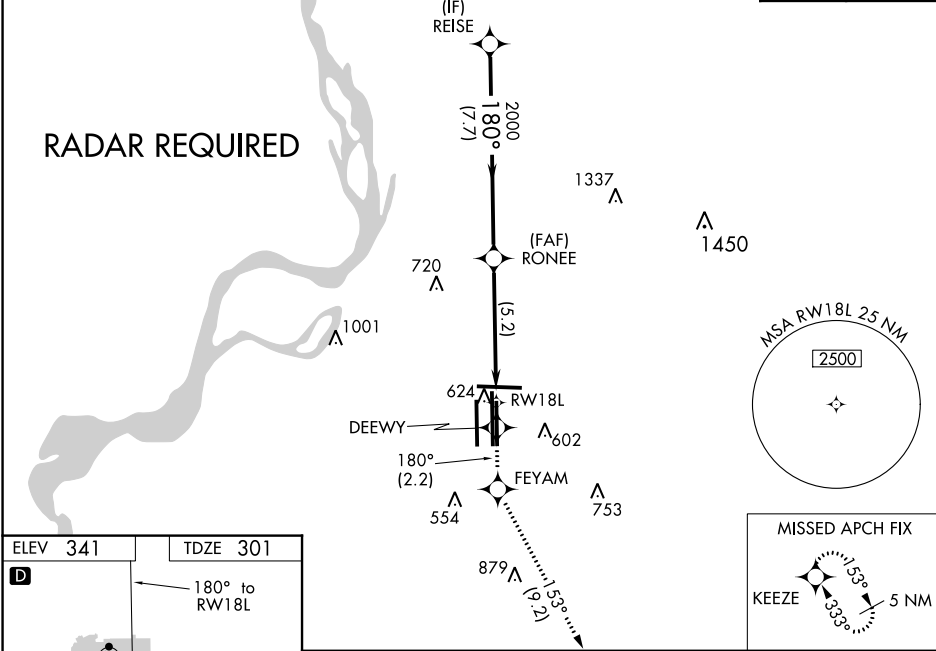 (IF)
REISE
2000
180°
(7.7)
RADAR REQUIRED
1337
1450
(FAF)
RONEE
720
(5.2)
1001
MSA RW18L 25 NM
2500
624
RW18L
DEEWY
602
180°
(2.2)
FEYAM
554
753
879
153°
(9.2)
MISSED APCH FIX
KEEZE
153°
333°
5 NM
ELEV 341
TDZE 301
D
180° to
RW18L